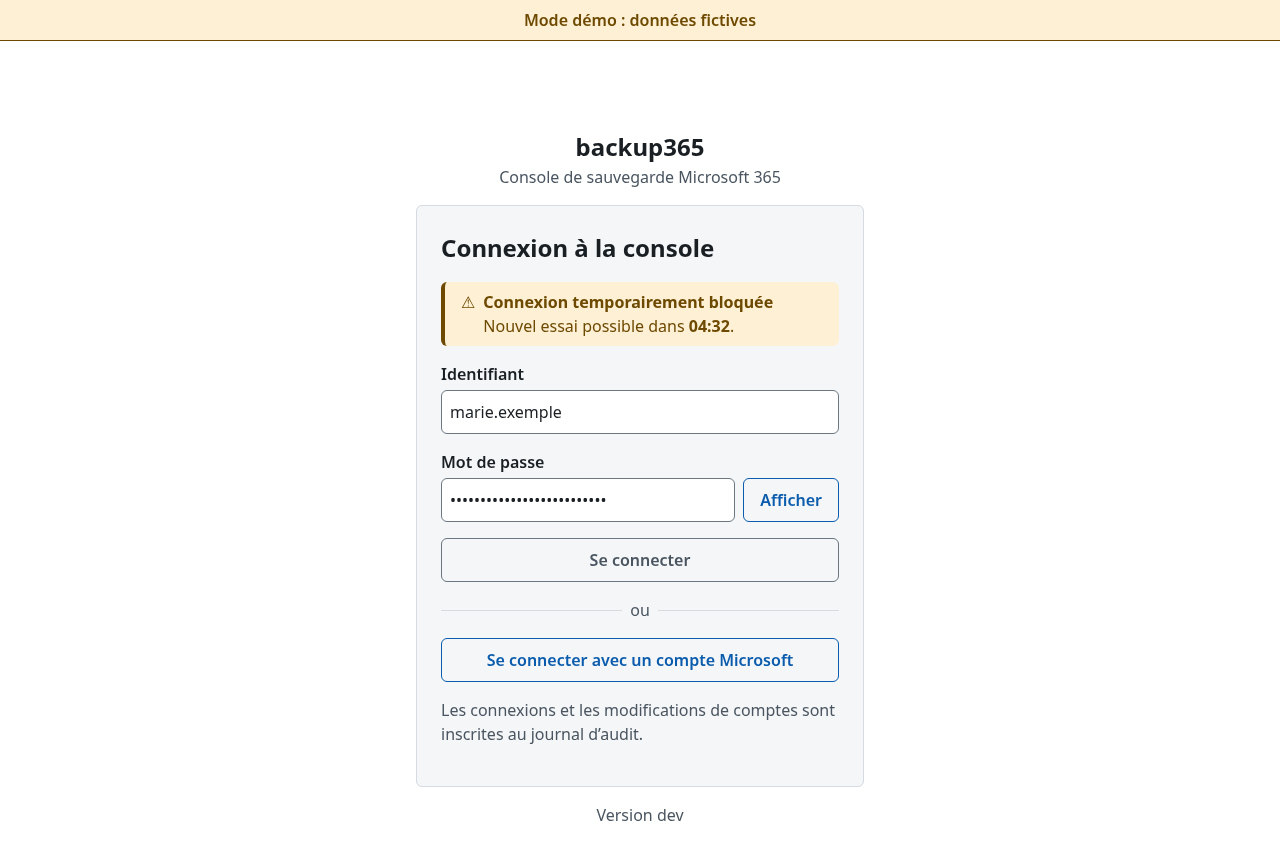 Mode démo : données fictives
backup365
Console de sauvegarde Microsoft 365
Connexion à la console
⚠ Connexion temporairement bloquée
Nouvel essai possible dans 04:32.
Identifiant
marie.exemple
Mot de passe
••••••••••••••••••••••••••
Afficher
Se connecter
ou
Se connecter avec un compte Microsoft
Les connexions et les modifications de comptes sont
inscrites au journal d’audit.
Version dev